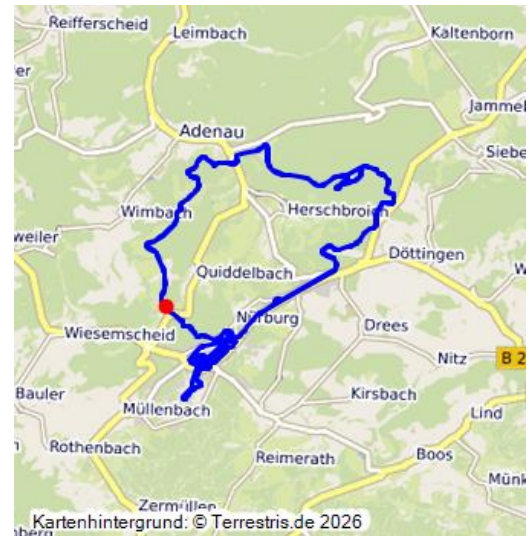 Reifferscheid
Leimbach
Kaltenborn
Jammel
Adenau
Siebe
Wimbach
Herschbroich
weiler
Döttingen
Quiddelbach
Nürburg
Wiesemscheid
Drees
Nitz
B 2
Bauler
Kirsbach
Müllenbach
Lind
Rothenbach
Boos
Reimerath
Münk
Zermüllen
Kartenhintergrund: © Terrestris.de 2026